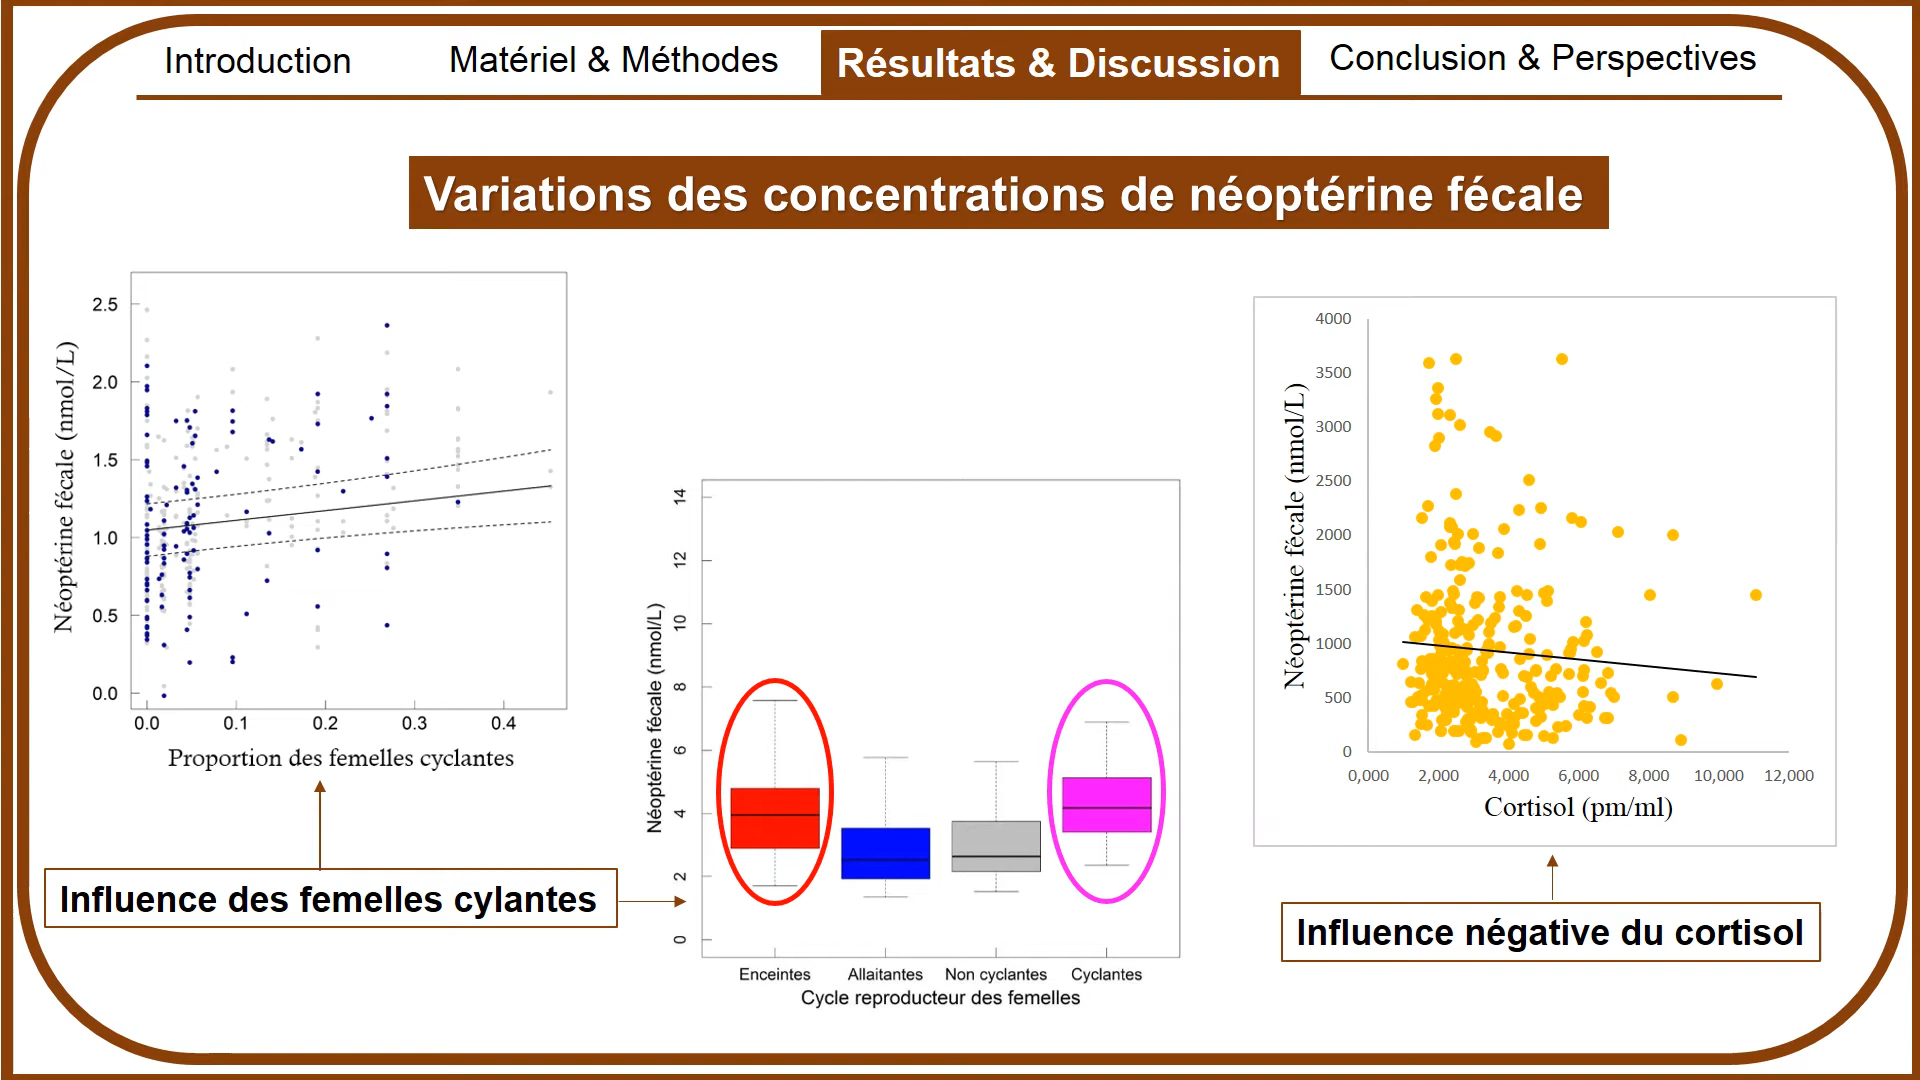 Introduction
Matériel & Méthodes
Résultats & Discussion
Conclusion & Perspectives
Variations des concentrations de néoptérine fécale
Néoptérine fécale (nmol/L)
2.5
2.0
1.5
1.0
0.5
0.0
0.0 0.1 0.2 0.3 0.4
Proportion des femelles cyclantes
Influence des femelles cylantes
Néoptérine fécale (nmol/L)
14
12
10
8
6
4
2
0
Enceintes Allaitantes Non cyclantes Cyclantes
Cycle reproducteur des femelles
Néoptérine fécale (nmol/L)
4000
3500
3000
2500
2000
1500
1000
500
0
0,000 2,000 4,000 6,000 8,000 10,000 12,000
Cortisol (pm/ml)
Influence négative du cortisol